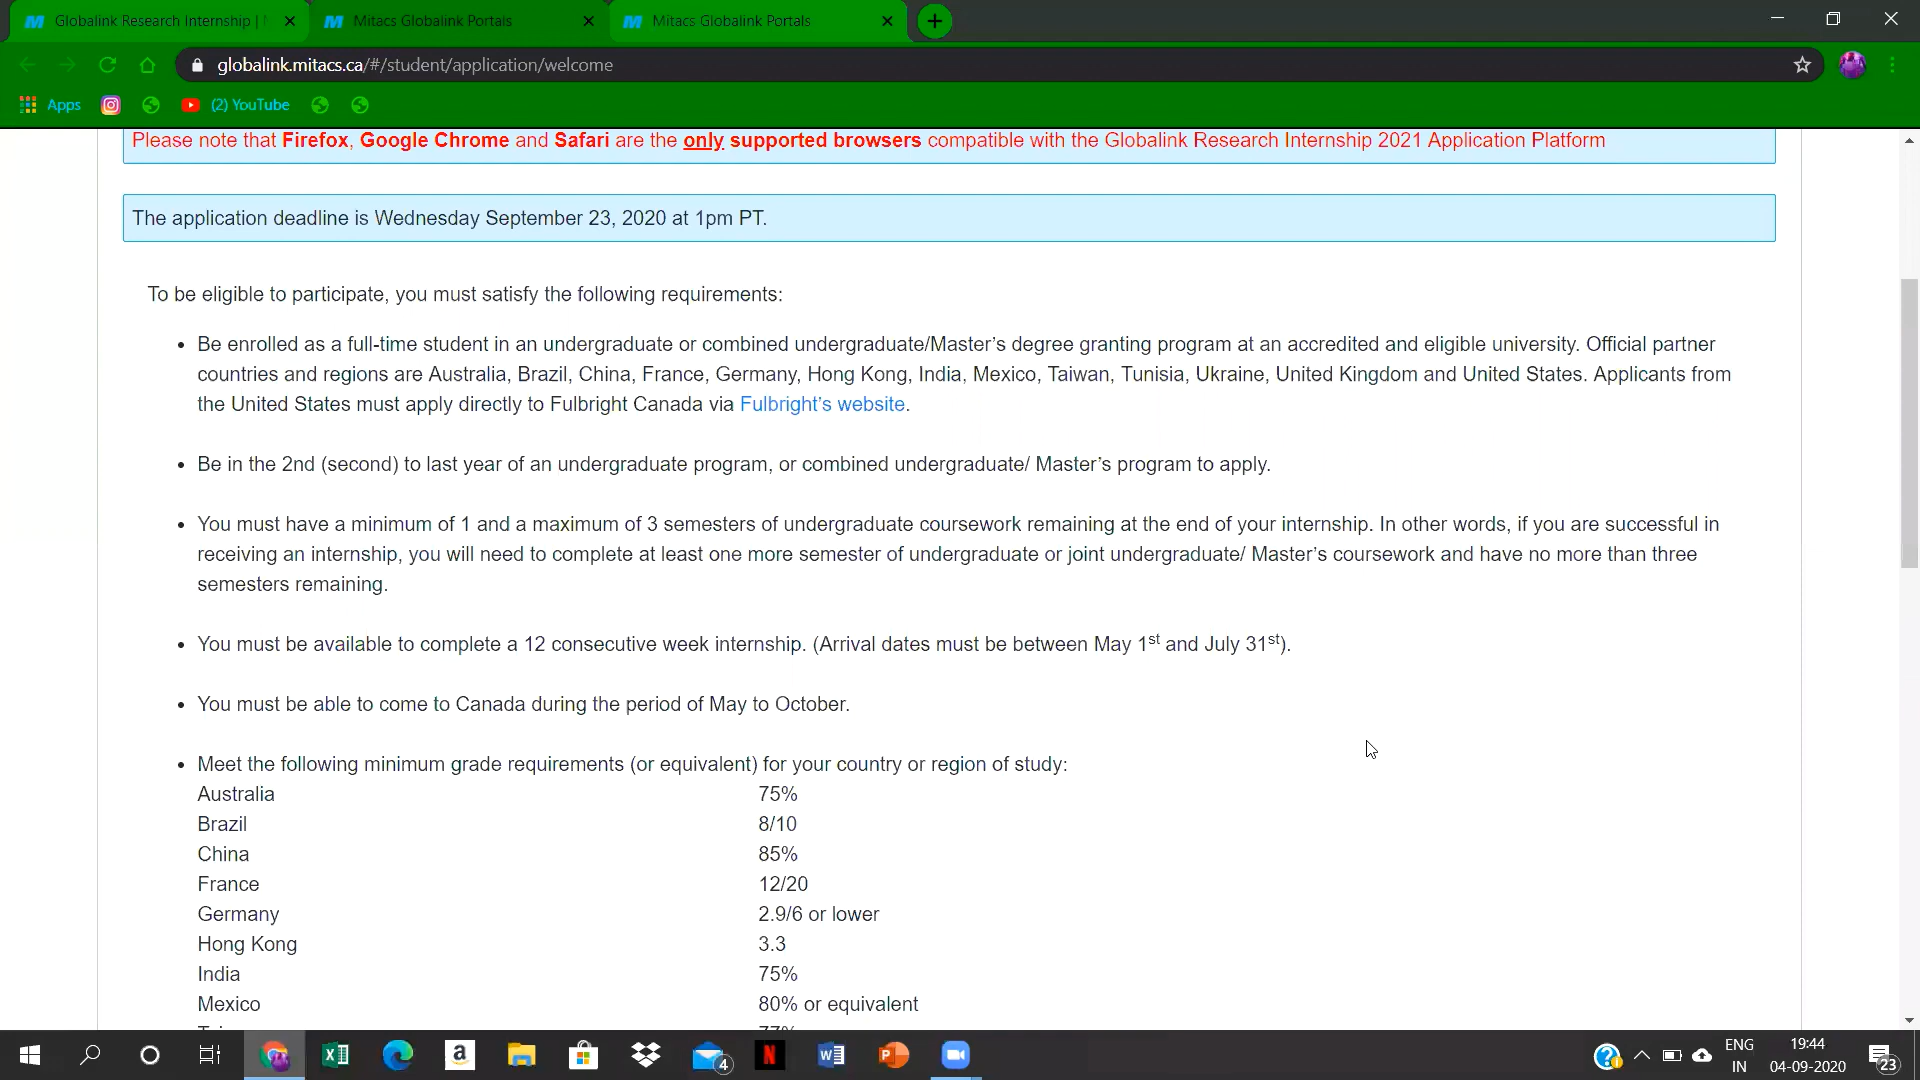 Globalink Research Internship |
Mitacs Globalink Portals
Mitacs Globalink Portals
globalink.mitacs.ca/#/student/application/welcome
Apps
(2) YouTube
Please note that Firefox, Google Chrome and Safari are the only supported browsers compatible with the Globalink Research Internship 2021 Application Platform
The application deadline is Wednesday September 23, 2020 at 1pm PT.
To be eligible to participate, you must satisfy the following requirements:
• Be enrolled as a full-time student in an undergraduate or combined undergraduate/Master's degree granting program at an accredited and eligible university. Official partner
countries and regions are Australia, Brazil, China, France, Germany, Hong Kong, India, Mexico, Taiwan, Tunisia, Ukraine, United Kingdom and United States. Applicants from
the United States must apply directly to Fulbright Canada via Fulbright's website.
• Be in the 2nd (second) to last year of an undergraduate program, or combined undergraduate/ Master's program to apply.
• You must have a minimum of 1 and a maximum of 3 semesters of undergraduate coursework remaining at the end of your internship. In other words, if you are successful in
receiving an internship, you will need to complete at least one more semester of undergraduate or joint undergraduate/ Master's coursework and have no more than three
semesters remaining.
• You must be available to complete a 12 consecutive week internship. (Arrival dates must be between May 1st and July 31st).
• You must be able to come to Canada during the period of May to October.
• Meet the following minimum grade requirements (or equivalent) for your country or region of study:
Australia 75%
Brazil 8/10
China 85%
France 12/20
Germany 2.9/6 or lower
Hong Kong 3.3
India 75%
Mexico 80% or equivalent
4
ENG
IN
19:44
04-09-2020
23